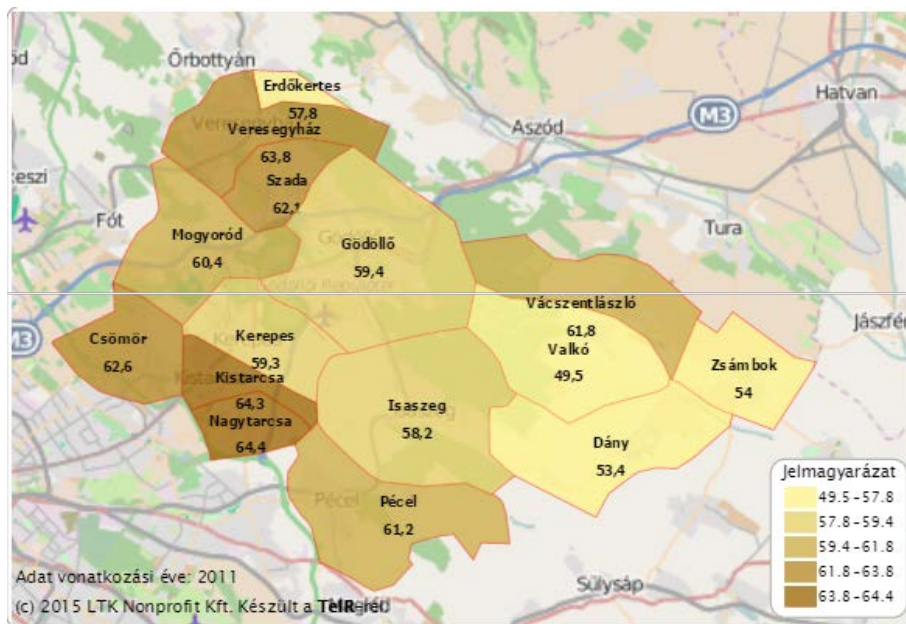 Őrbottyán
Erdőkertes
57,8
Veresegyház
63,8
Szada
62,1
Aszód
M3
Hatvan
Fót
Mogyoród
60,4
Gödöllő
59,4
Tura
Vácszentlászló
61,8
Jászfé
M3
Csömör
62,6
Kerepes
59,3
Valkó
49,5
Zsámbok
54
Kistarcsa
64,3
Nagytarcsa
64,4
Isaszeg
58,2
Dány
53,4
Pécel
61,2
Sülysáp
Jelmagyarázat
49.5-57.8
57.8-59.4
59.4-61.8
61.8-63.8
63.8-64.4
Adat vonatkozási éve: 2011
(c) 2015 LTK Nonprofit Kft. Készült a TeIR-rel